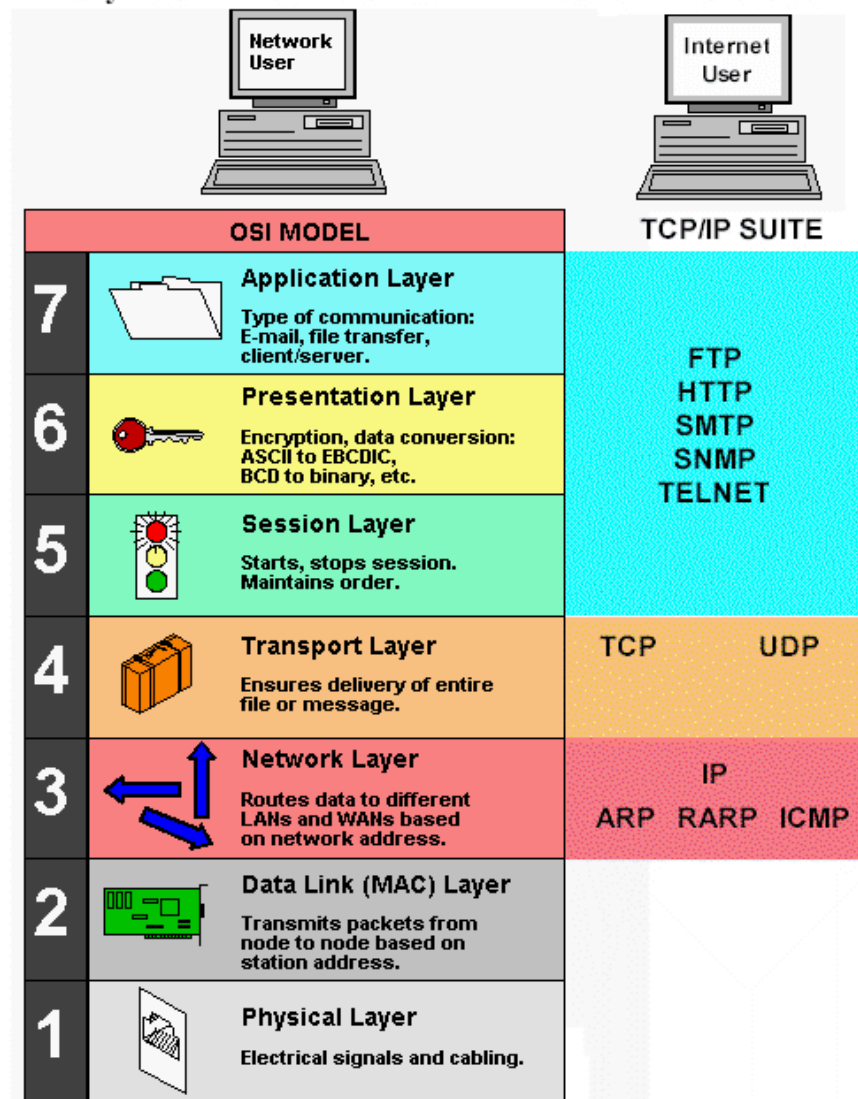 Network
User
Internet
User
OSI MODEL
TCP/IP SUITE
7
Application Layer
Type of communication:
E-mail, file transfer,
client/server.
6
Presentation Layer
Encryption, data conversion:
ASCII to EBCDIC,
BCD to binary, etc.
5
Session Layer
Starts, stops session.
Maintains order.
FTP
HTTP
SMTP
SNMP
TELNET
4
Transport Layer
Ensures delivery of entire
file or message.
TCP UDP
3
Network Layer
Routes data to different
LANs and WANs based
on network address.
IP
ARP RARP ICMP
2
Data Link (MAC) Layer
Transmits packets from
node to node based on
station address.
1
Physical Layer
Electrical signals and cabling.